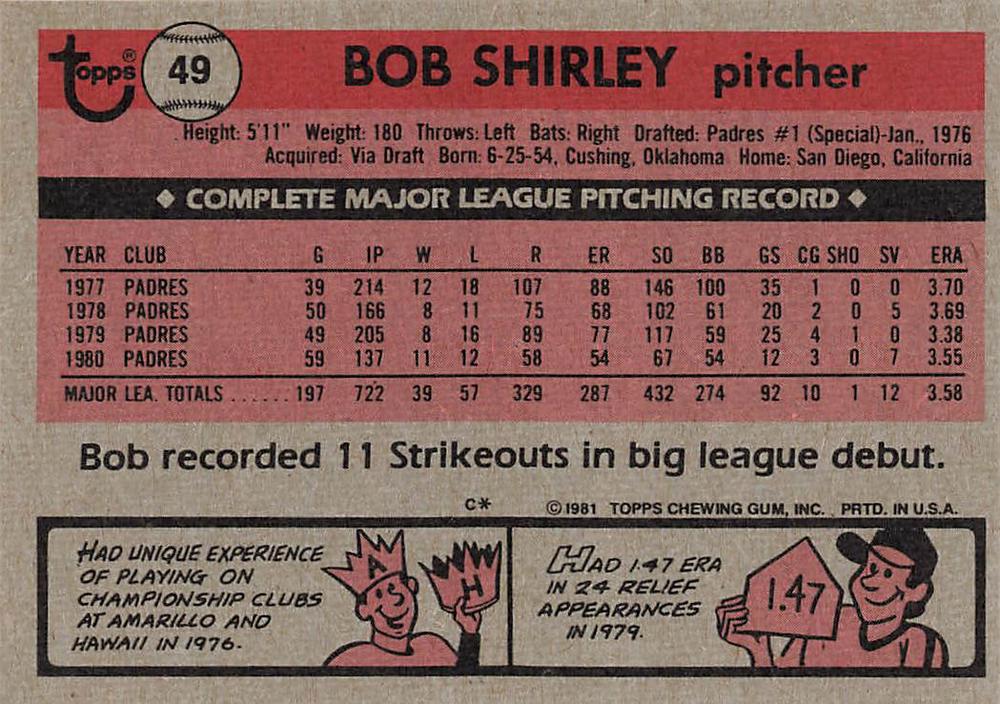 Topps® 49 BOB SHIRLEY pitcher
Height: 5'11" Weight: 180 Throws: Left Bats: Right Drafted: Padres #1 (Special)-Jan., 1976
Acquired: Via Draft Born: 6-25-54, Cushing, Oklahoma Home: San Diego, California
◆ COMPLETE MAJOR LEAGUE PITCHING RECORD ◆
YEAR CLUB G IP W L R ER SO BB GS CG SHO SV ERA
1977 PADRES 39 214 12 18 107 88 146 100 35 1 0 0 3.70
1978 PADRES 50 166 8 11 75 68 102 61 20 2 0 5 3.69
1979 PADRES 49 205 8 16 89 77 117 59 25 4 1 0 3.38
1980 PADRES 59 137 11 12 58 54 67 54 12 3 0 7 3.55
MAJOR LEA. TOTALS ...... 197 722 39 57 329 287 432 274 92 10 1 12 3.58
Bob recorded 11 Strikeouts in big league debut.
C* ©1981 TOPPS CHEWING GUM, INC. PRTD. IN U.S.A.
HAD UNIQUE EXPERIENCE
OF PLAYING ON
CHAMPIONSHIP CLUBS
AT AMARILLO AND
HAWAII IN 1976.
A
H
HAD 1.47 ERA
IN 24 RELIEF
APPEARANCES
IN 1979.
1.47